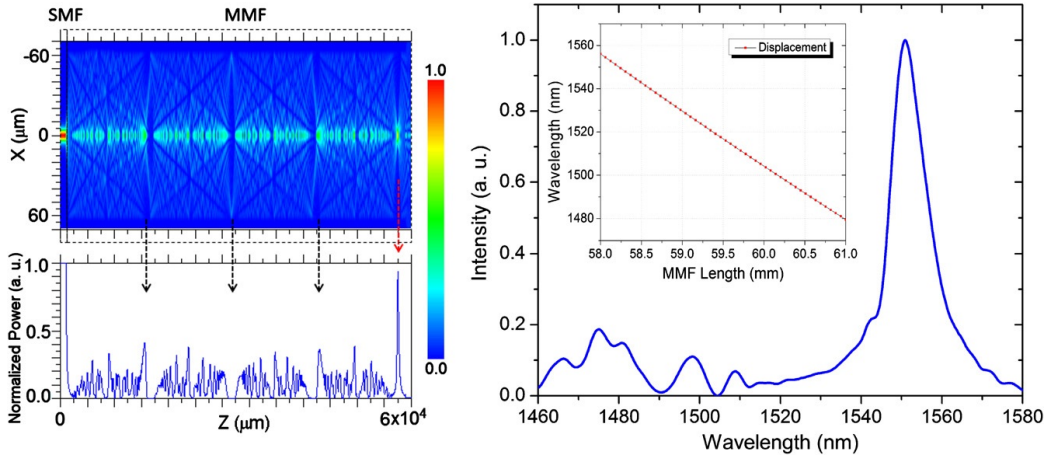 SMF MMF
-60
X (μm)
0
60
1.0
0.0
Normalized Power (a. u.)
1.0
0.5
0.0
0 Z (μm) 6x10⁴
Intensity (a. u.)
1.0
0.8
0.6
0.4
0.2
0.0
1460 1480 1500 1520 1540 1560 1580
Wavelength (nm)
Displacement
Wavelength (nm)
1560
1540
1520
1500
1480
58.0 58.5 59.0 59.5 60.0 60.5 61.0
MMF Length (mm)